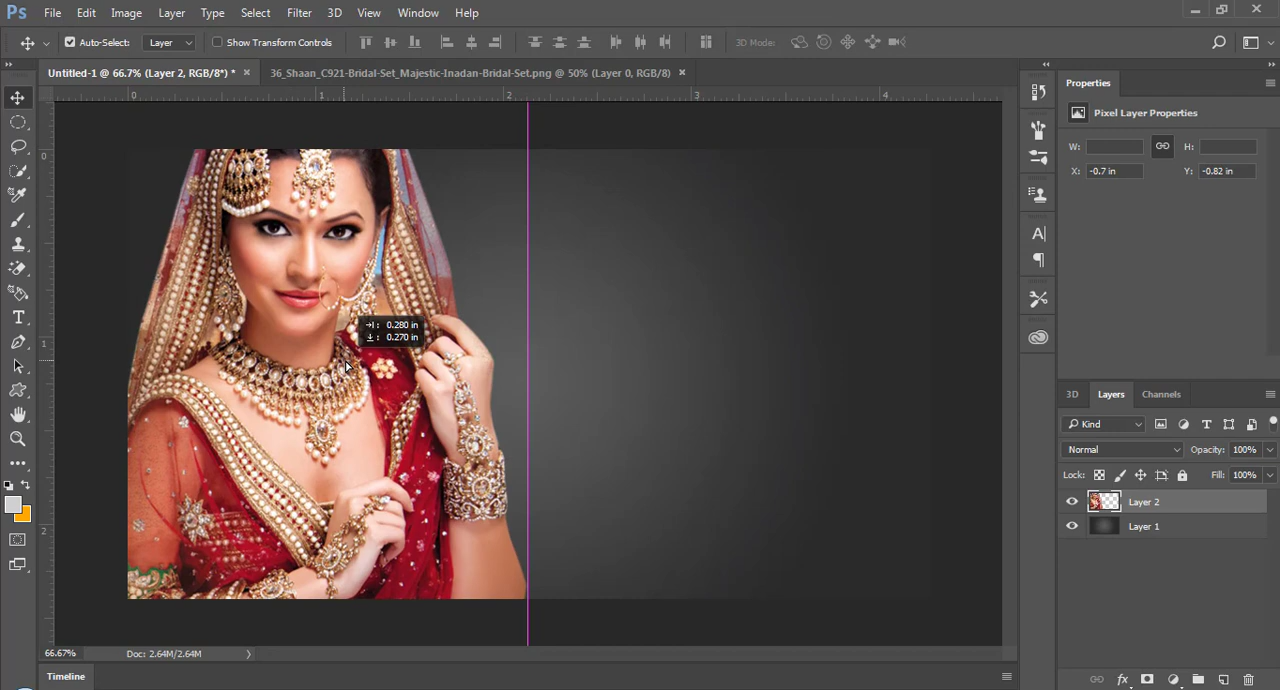 Ps File Edit Image Layer Type Select Filter 3D View Window Help
Auto-Select: Layer Show Transform Controls 3D Mode:
Untitled-1 @ 66.7% (Layer 2, RGB/8*) * × 36_Shaan_C921-Bridal-Set_Majestic-Inadan-Bridal-Set.png @ 50% (Layer 0, RGB/8) ×
0 1 2 3 4
0
1
2
0.280 in
0.270 in
Properties
Pixel Layer Properties
W: H:
X: -0.7 in Y: -0.82 in
3D Layers Channels
Kind
Normal Opacity: 100%
Lock: Fill: 100%
Layer 2
Layer 1
66.67% Doc: 2.64M/2.64M
Timeline